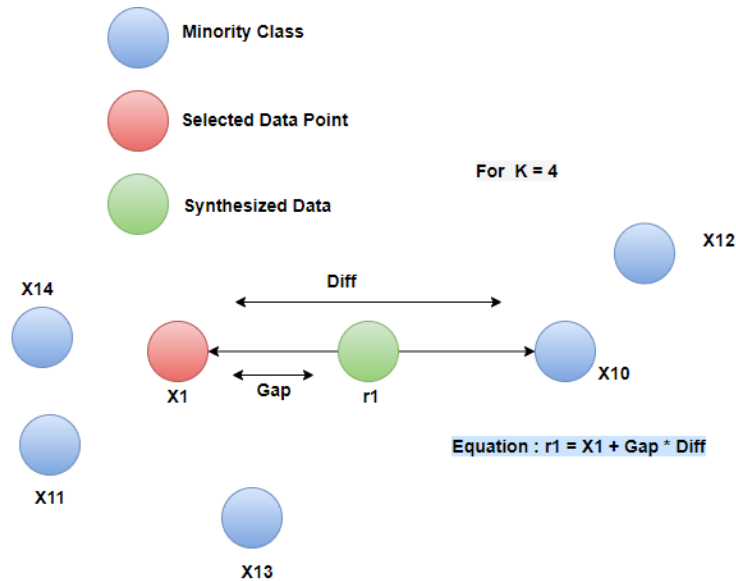 Minority Class
Selected Data Point
For K = 4
Synthesized Data
X12
Diff
X14
X10
X1
Gap
r1
Equation : r1 = X1 + Gap * Diff
X11
X13